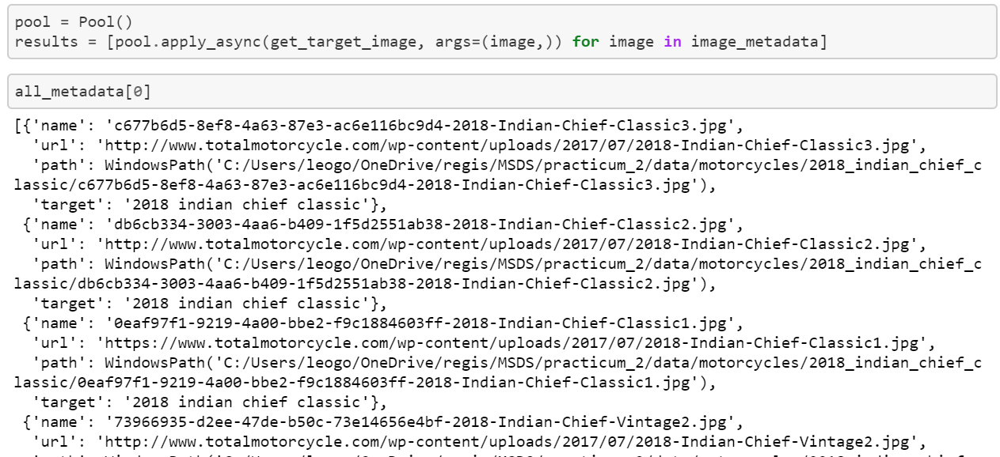 pool = Pool()
results = [pool.apply_async(get_target_image, args=(image,)) for image in image_metadata]
all_metadata[0]
[{'name': 'c677b6d5-8ef8-4a63-87e3-ac6e116bc9d4-2018-Indian-Chief-Classic3.jpg',
'url': 'http://www.totalmotorcycle.com/wp-content/uploads/2017/07/2018-Indian-Chief-Classic3.jpg',
'path': WindowsPath('C:/Users/leogo/OneDrive/regis/MSDS/practicum_2/data/motorcycles/2018_indian_chief_c
lassic/c677b6d5-8ef8-4a63-87e3-ac6e116bc9d4-2018-Indian-Chief-Classic3.jpg'),
'target': '2018 indian chief classic'},
{'name': 'db6cb334-3003-4aa6-b409-1f5d2551ab38-2018-Indian-Chief-Classic2.jpg',
'url': 'http://www.totalmotorcycle.com/wp-content/uploads/2017/07/2018-Indian-Chief-Classic2.jpg',
'path': WindowsPath('C:/Users/leogo/OneDrive/regis/MSDS/practicum_2/data/motorcycles/2018_indian_chief_c
lassic/db6cb334-3003-4aa6-b409-1f5d2551ab38-2018-Indian-Chief-Classic2.jpg'),
'target': '2018 indian chief classic'},
{'name': '0eaf97f1-9219-4a00-bbe2-f9c1884603ff-2018-Indian-Chief-Classic1.jpg',
'url': 'https://www.totalmotorcycle.com/wp-content/uploads/2017/07/2018-Indian-Chief-Classic1.jpg',
'path': WindowsPath('C:/Users/leogo/OneDrive/regis/MSDS/practicum_2/data/motorcycles/2018_indian_chief_c
lassic/0eaf97f1-9219-4a00-bbe2-f9c1884603ff-2018-Indian-Chief-Classic1.jpg'),
'target': '2018 indian chief classic'},
{'name': '73966935-d2ee-47de-b50c-73e14656e4bf-2018-Indian-Chief-Vintage2.jpg',
'url': 'http://www.totalmotorcycle.com/wp-content/uploads/2017/07/2018-Indian-Chief-Vintage2.jpg',